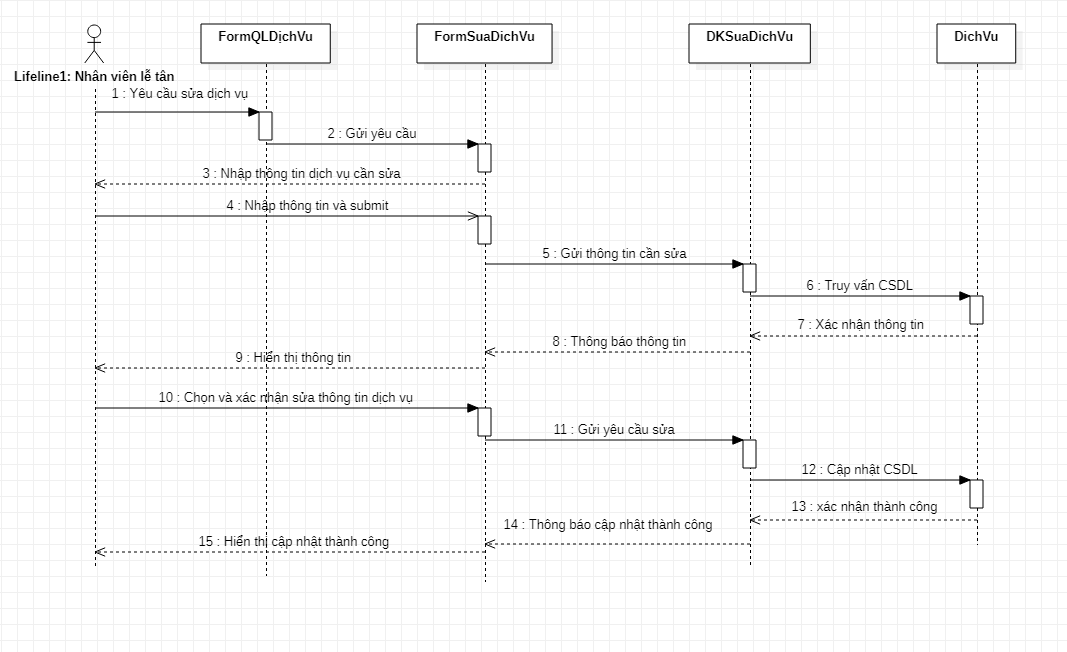 FormQLDịchVu
FormSuaDichVu
DKSuaDichVu
DichVu
Lifeline1: Nhân viên lễ tân
1 : Yêu cầu sửa dịch vụ
2 : Gửi yêu cầu
3 : Nhập thông tin dịch vụ cần sửa
4 : Nhập thông tin và submit
5 : Gửi thông tin cần sửa
6 : Truy vấn CSDL
7 : Xác nhận thông tin
8 : Thông báo thông tin
9 : Hiển thị thông tin
10 : Chọn và xác nhận sửa thông tin dịch vụ
11 : Gửi yêu cầu sửa
12 : Cập nhật CSDL
13 : xác nhận thành công
14 : Thông báo cập nhật thành công
15 : Hiển thị cập nhật thành công